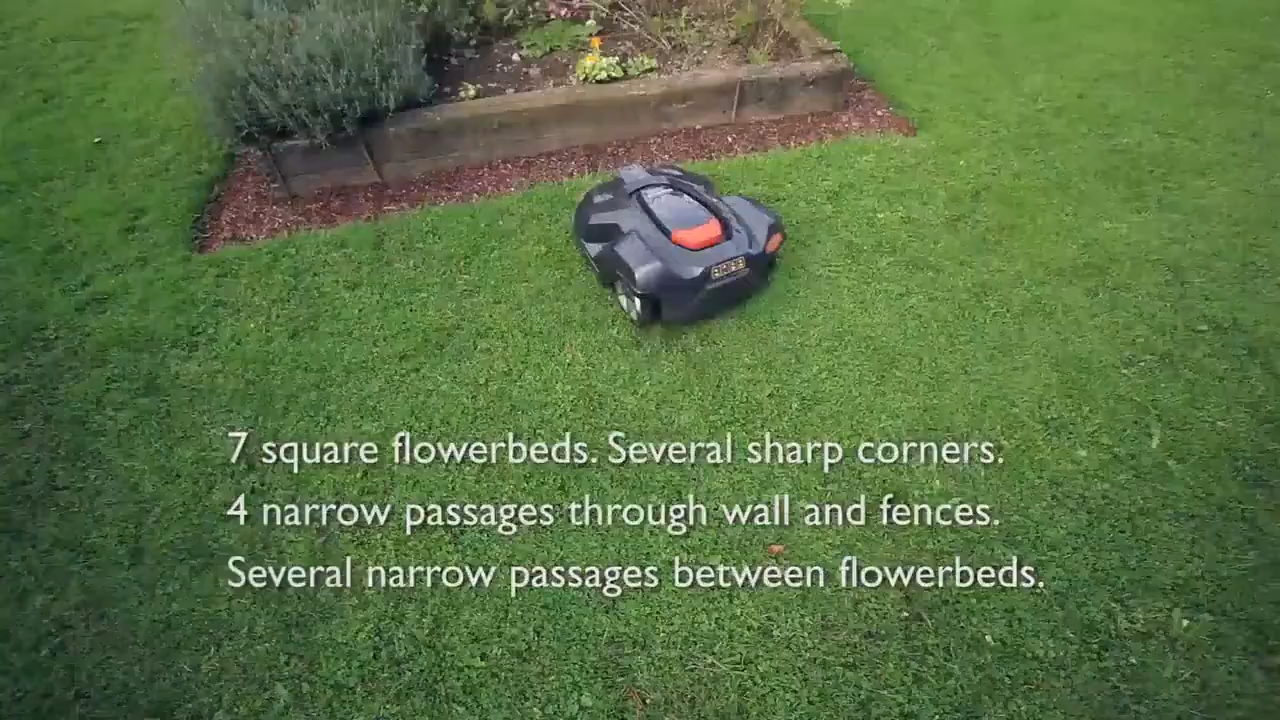 7 square flowerbeds. Several sharp corners.
4 narrow passages through wall and fences.
Several narrow passages between flowerbeds.